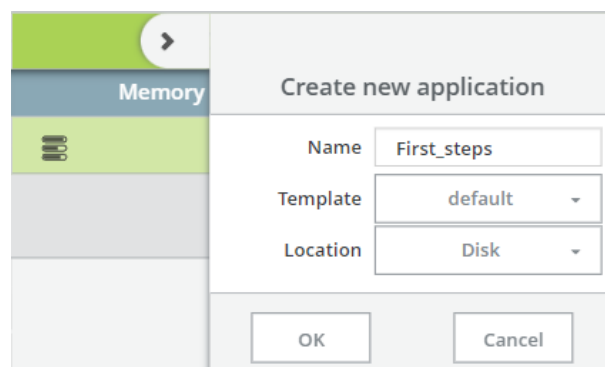 Memory
Create new application
Name First_steps
Template default
Location Disk
OK Cancel